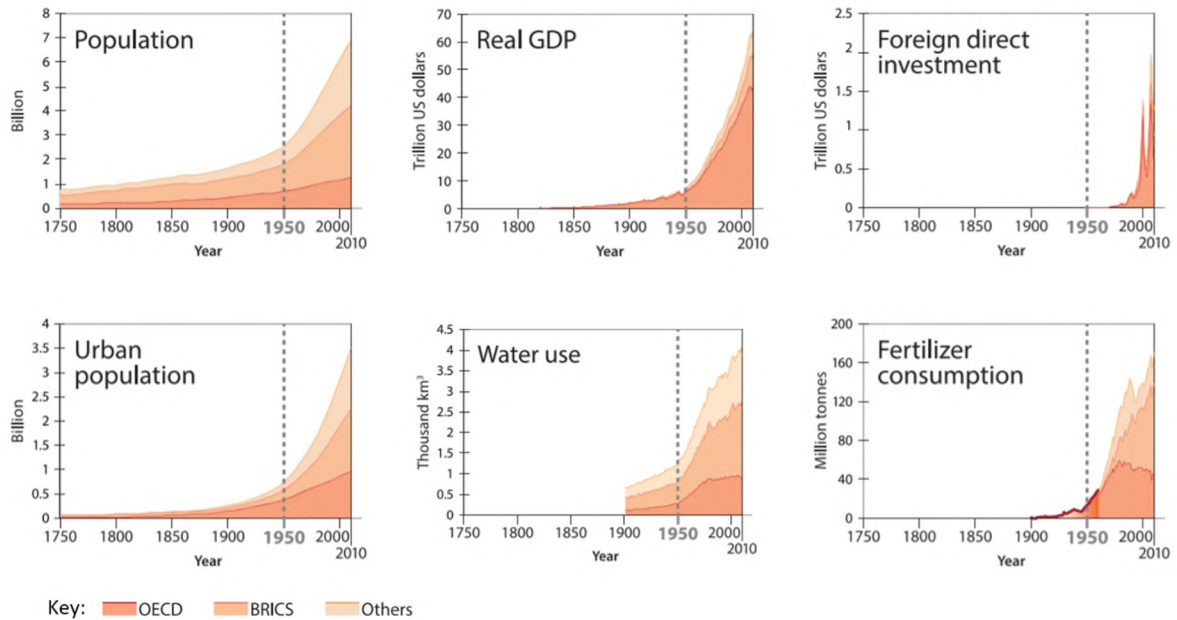 Population
8
7
6
5
4
3
2
1
0
Billion
1750 1800 1850 1900 1950 2000
2010
Year
Real GDP
70
60
50
40
30
20
10
0
Trillion US dollars
1750 1800 1850 1900 1950 2000
2010
Year
Foreign direct
investment
2.5
2
1.5
1
0.5
0
Trillion US dollars
1750 1800 1850 1900 1950 2000
2010
Year
Urban
population
4
3.5
3
2.5
2
1.5
1
0.5
0
Billion
1750 1800 1850 1900 1950 2000
2010
Year
Water use
4.5
4
3.5
3
2.5
2
1.5
1
0.5
0
Thousand km³
1750 1800 1850 1900 1950 2000
2010
Year
Fertilizer
consumption
200
160
120
80
40
0
Million tonnes
1750 1800 1850 1900 1950 2000
2010
Year
Key: OECD BRICS Others